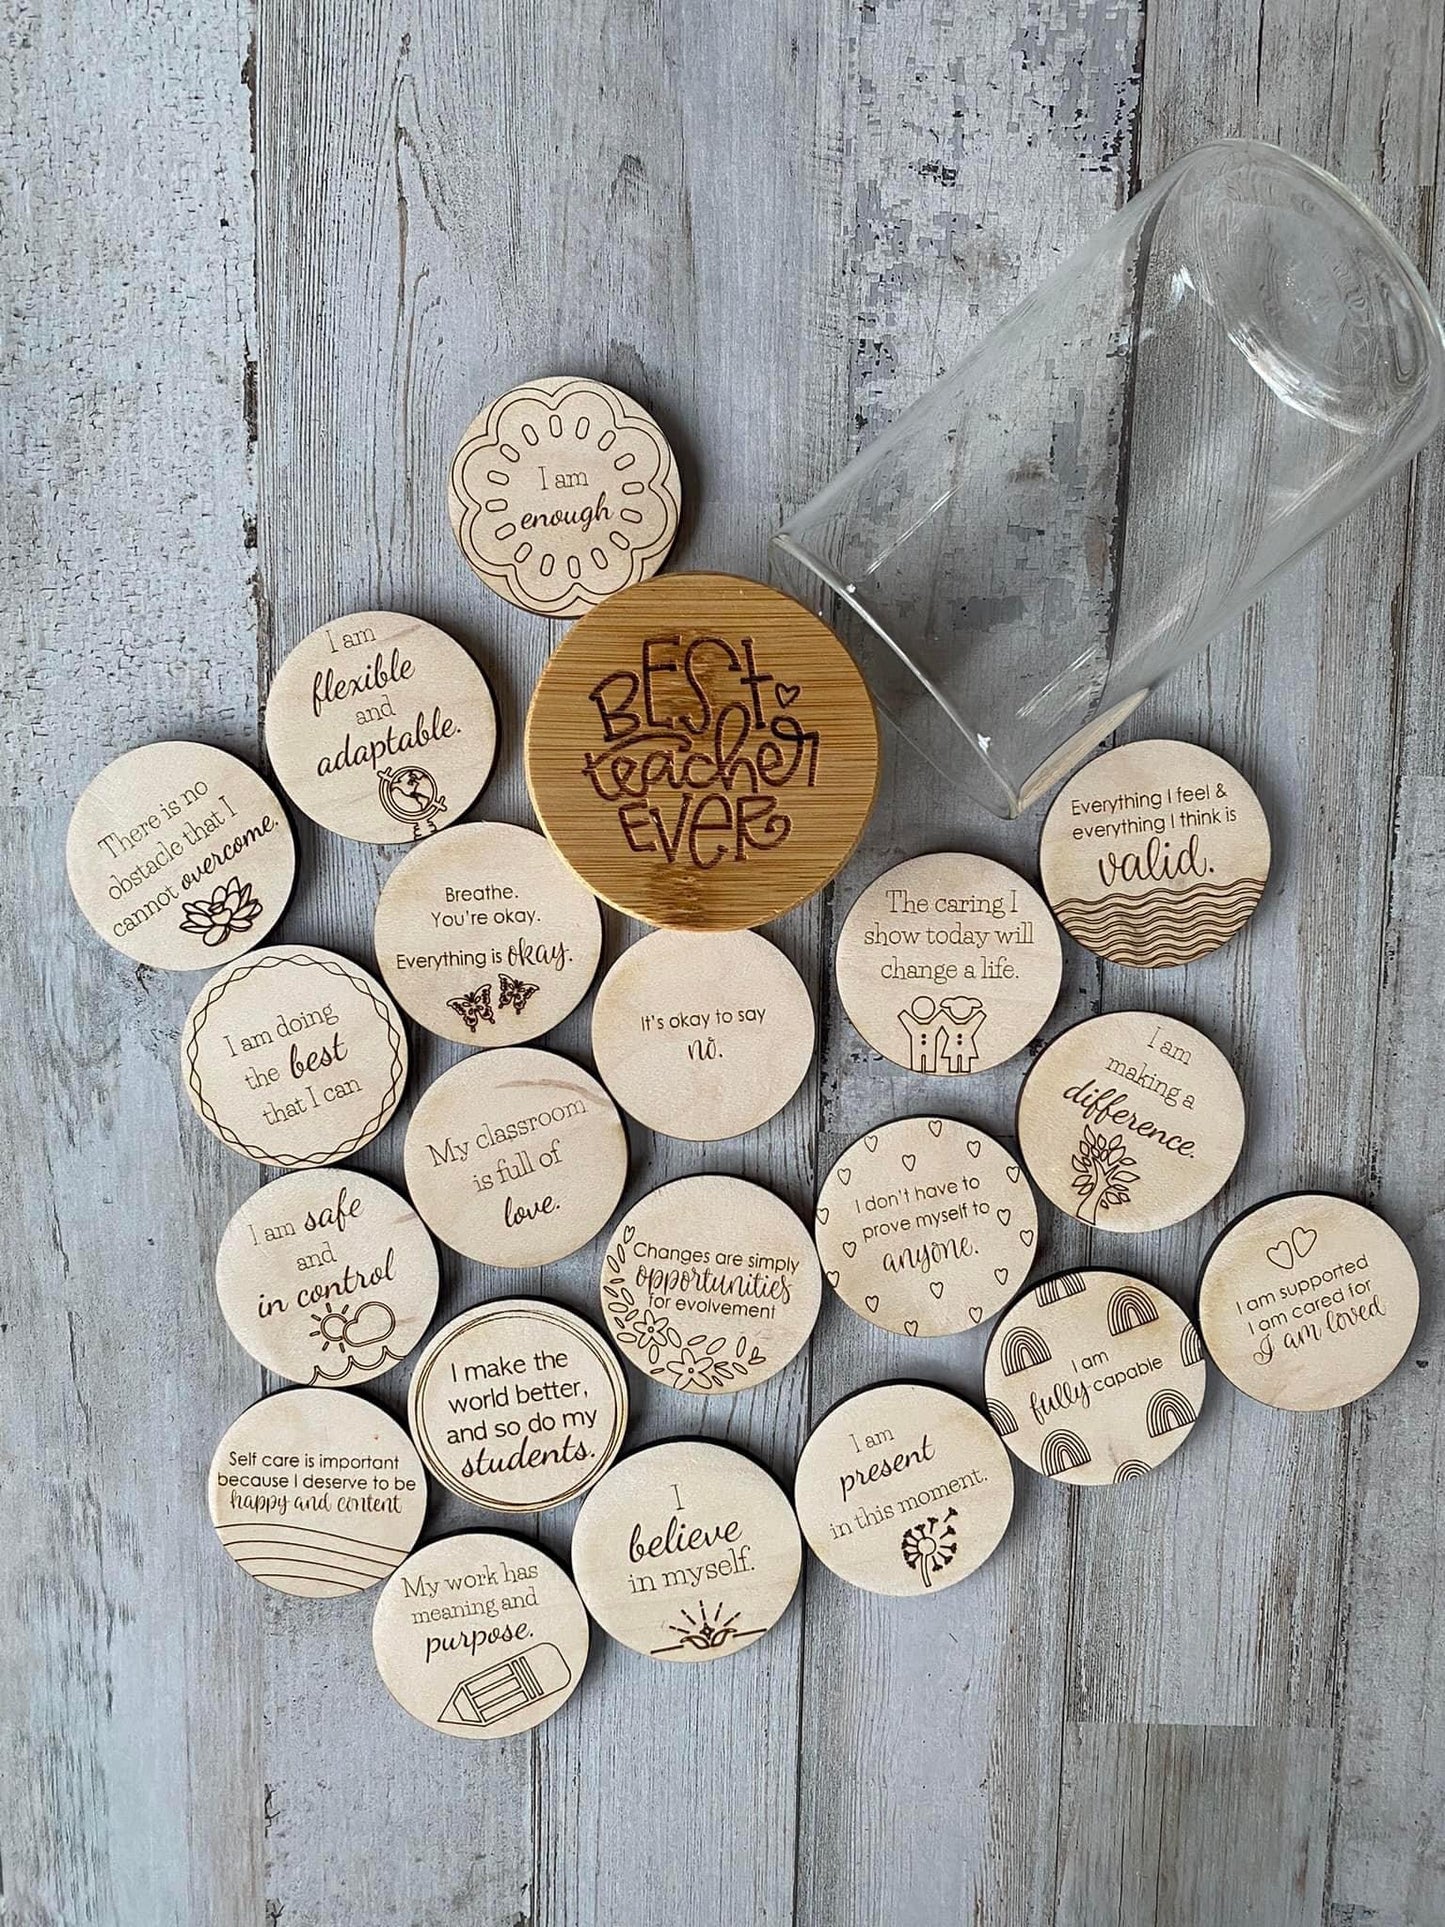 I am
enough
BEST
teacher
EVER
I am
flexible
and
adaptable.
There is no
obstacle that I
cannot overcome.
Breathe.
You're okay.
Everything is okay.
Everything I feel &
everything I think is
valid.
The caring I
show today will
change a life.
It's okay to say
no.
I am doing
the best
that I can
I am
making a
difference.
My classroom
is full of
love.
I don't have to
prove myself to
anyone.
I am safe
and
in control
Changes are simply
opportunities
for evolvement
I am supported
I am cared for
I am loved
I make the
world better,
and so do my
students.
I am
fully capable
Self care is important
because I deserve to be
happy and content
I am
present
in this moment.
I
believe
in myself.
My work has
meaning and
purpose.